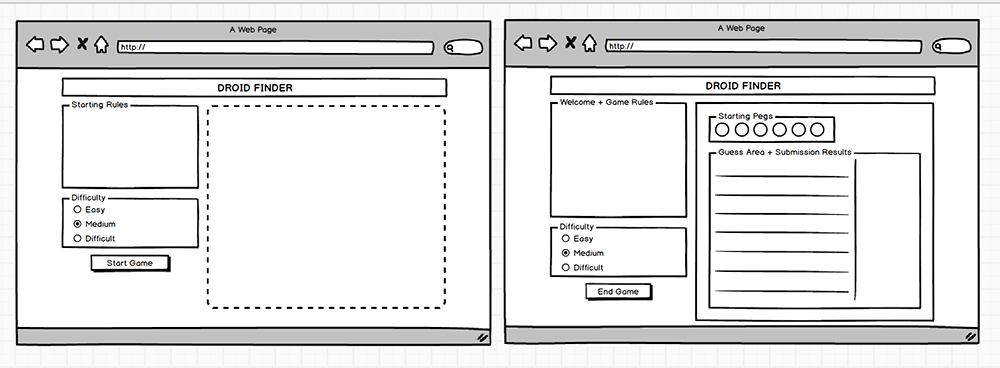 A Web Page
http://
DROID FINDER
Starting Rules
Difficulty
Easy
Medium
Difficult
Start Game
A Web Page
http://
DROID FINDER
Welcome + Game Rules
Starting Pegs
Guess Area + Submission Results
Difficulty
Easy
Medium
Difficult
End Game